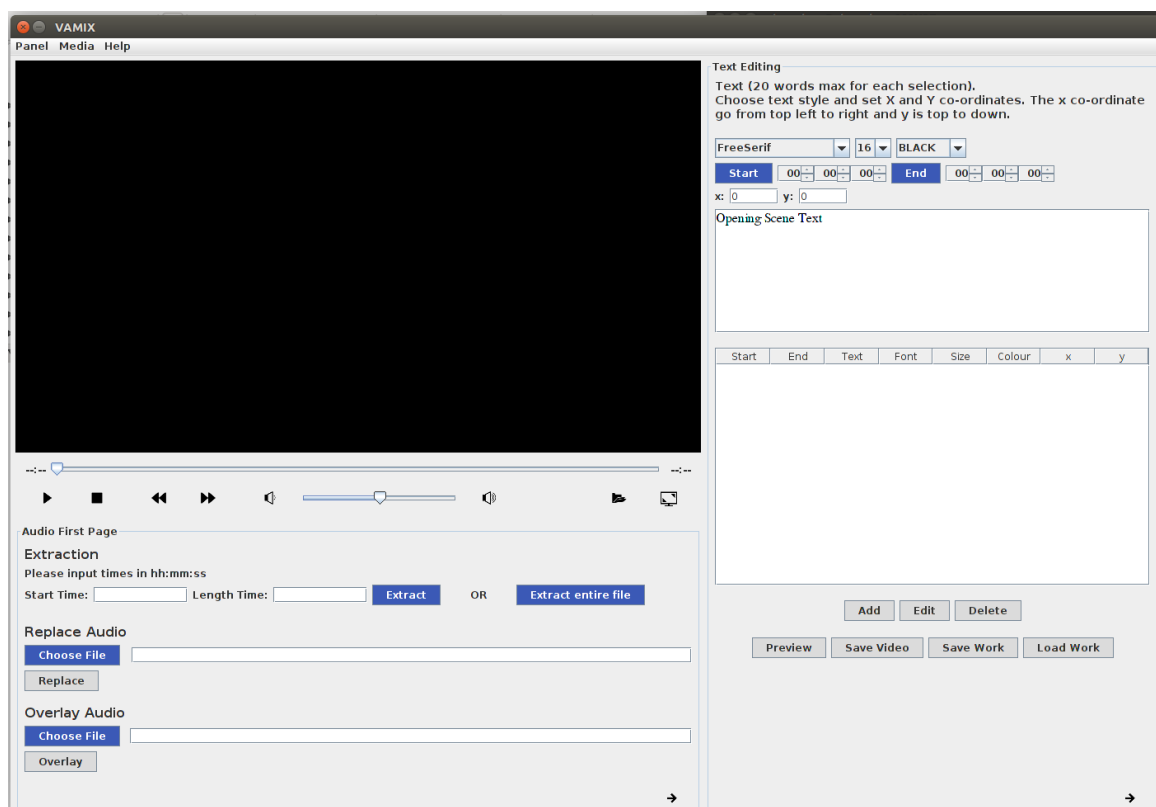 VAMIX
Panel Media Help
Text Editing
Text (20 words max for each selection).
Choose text style and set X and Y co-ordinates. The x co-ordinate
go from top left to right and y is top to down.
FreeSerif 16 BLACK
Start 00 00 00 End 00 00 00
x: 0 y: 0
Opening Scene Text
Start End Text Font Size Colour x y
Add Edit Delete
Preview Save Video Save Work Load Work
--:-- --:--
Audio First Page
Extraction
Please input times in hh:mm:ss
Start Time: Length Time: Extract OR Extract entire file
Replace Audio
Choose File
Replace
Overlay Audio
Choose File
Overlay